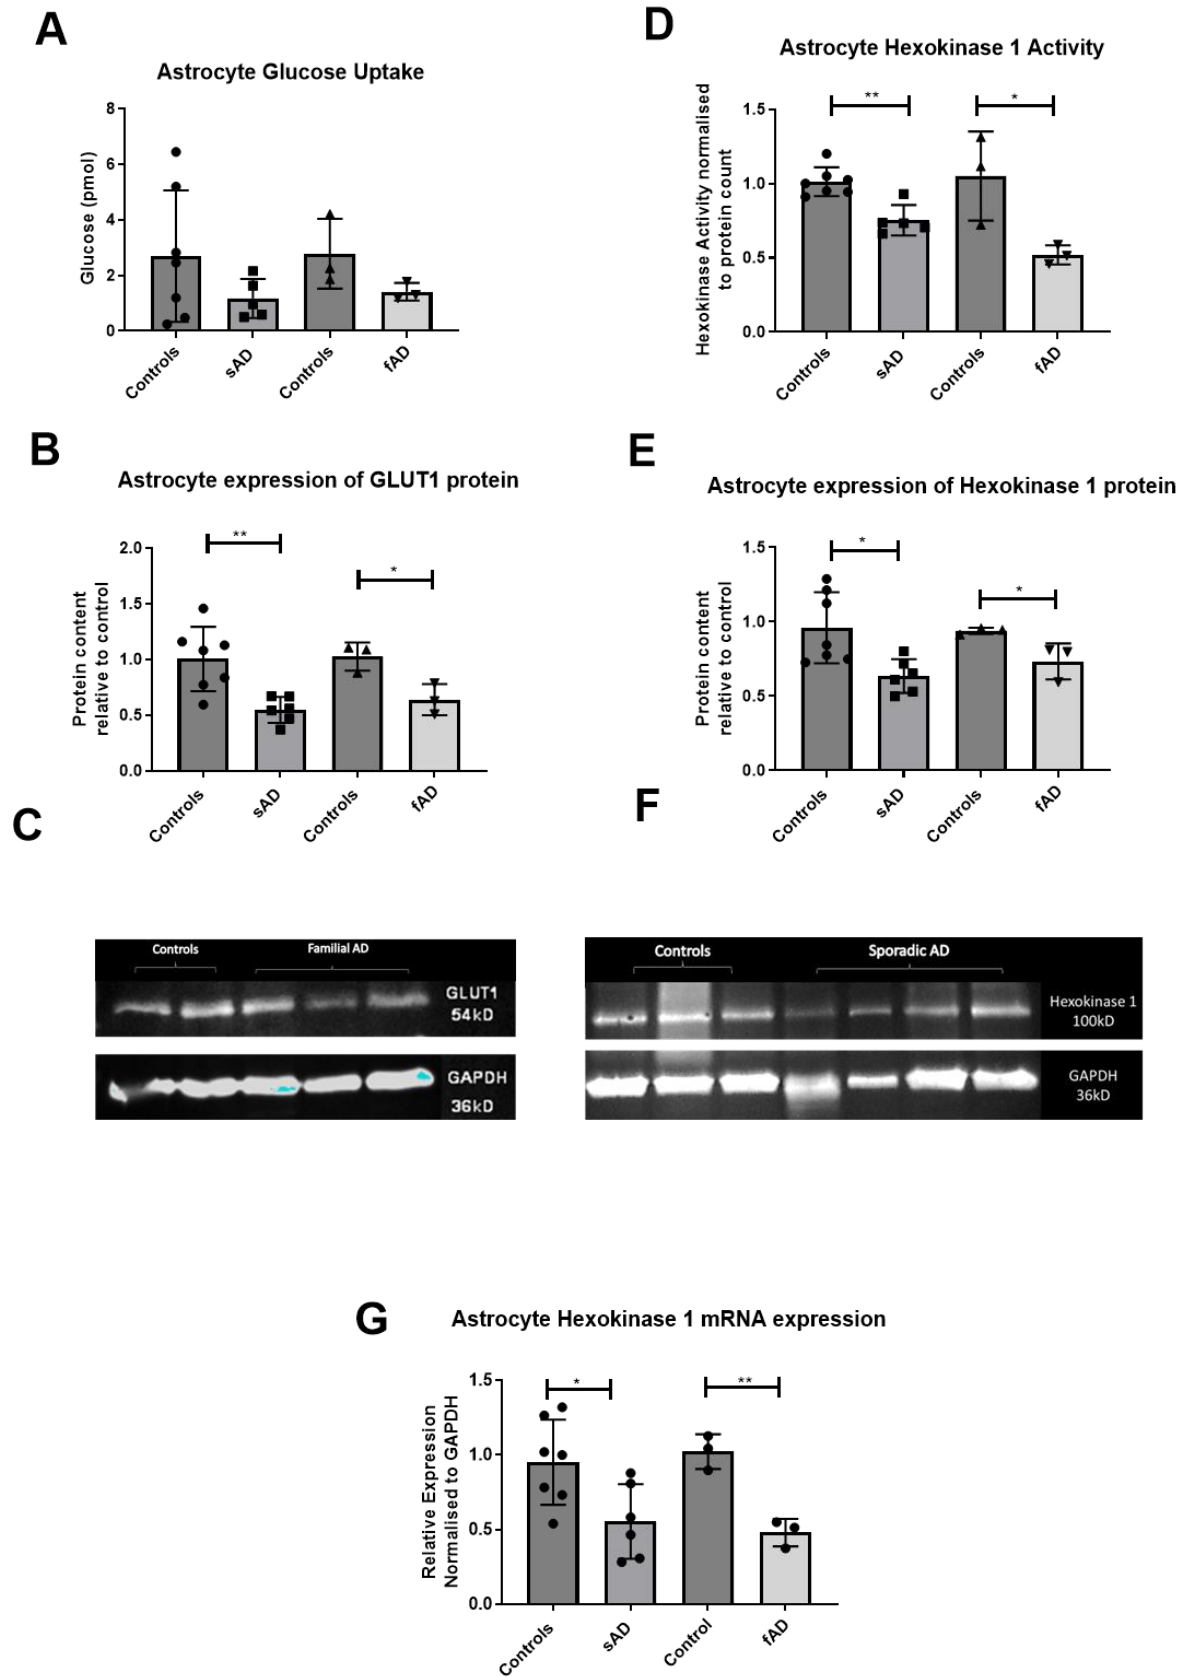 A
Astrocyte Glucose Uptake
Glucose (pmol)
8
6
4
2
0
Controls
sAD
Controls
fAD
D
Astrocyte Hexokinase 1 Activity
Hexokinase Activity normalised
to protein count
1.5
1.0
0.5
0.0
**
*
Controls
sAD
Controls
fAD
B
Astrocyte expression of GLUT1 protein
Protein content
relative to control
2.0
1.5
1.0
0.5
0.0
**
*
Controls
sAD
Controls
fAD
E
Astrocyte expression of Hexokinase 1 protein
Protein content
relative to control
1.5
1.0
0.5
0.0
*
*
Controls
sAD
Controls
fAD
C
Controls
Familial AD
GLUT1
54kD
GAPDH
36kD
F
Controls
Sporadic AD
Hexokinase 1
100kD
GAPDH
36kD
G
Astrocyte Hexokinase 1 mRNA expression
Relative Expression
Normalised to GAPDH
1.5
1.0
0.5
0.0
*
**
Controls
sAD
Control
fAD